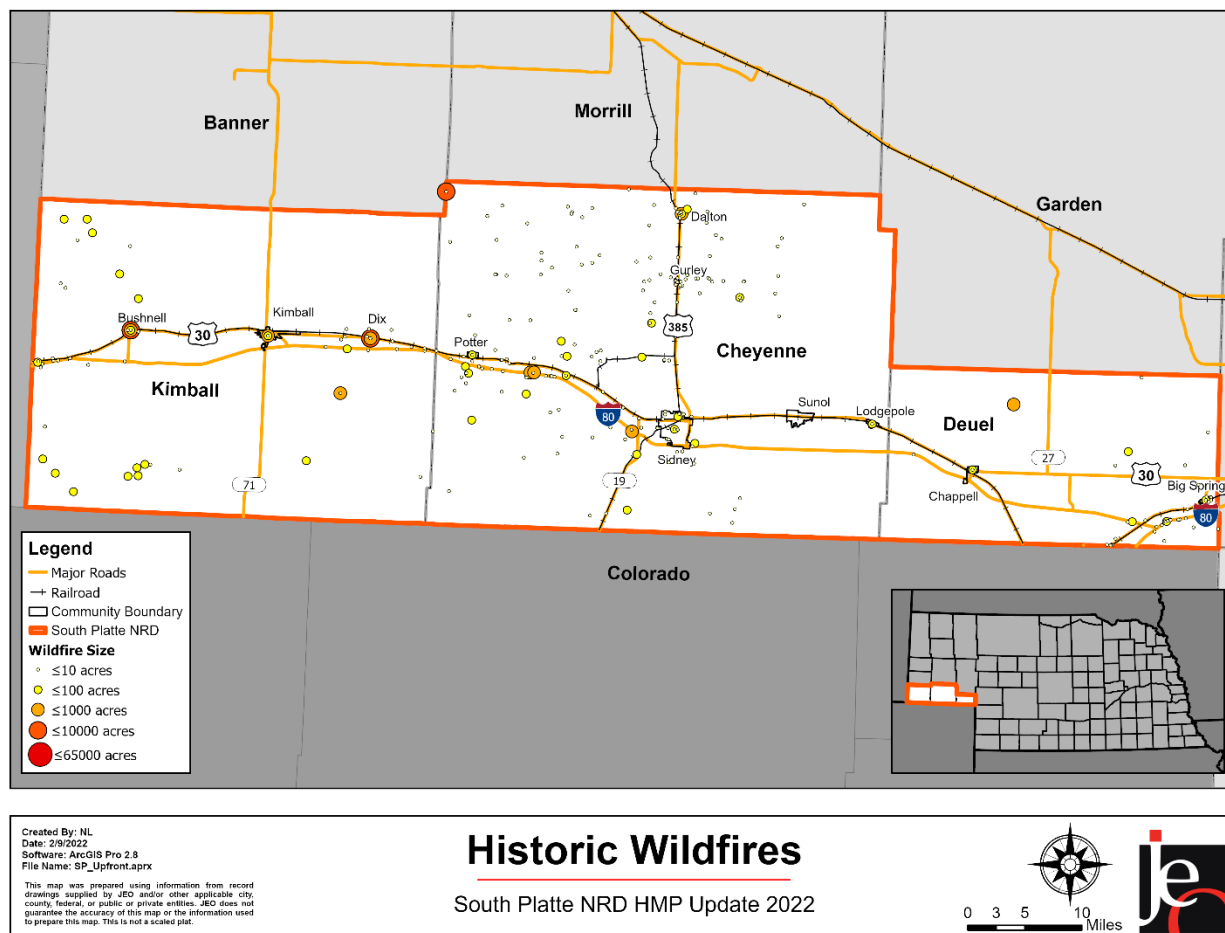 Banner
Morrill
Garden
Dalton
Gurley
Bushnell
30
Kimball
Dix
385
Potter
Cheyenne
Kimball
80
Sunol
Lodgepole
Deuel
Sidney
27
30
71
19
Chappell
Big Spring
80
Colorado
Legend
Major Roads
Railroad
Community Boundary
South Platte NRD
Wildfire Size
≤10 acres
≤100 acres
≤1000 acres
≤10000 acres
≤65000 acres
Created By: NL
Date: 2/9/2022
Software: ArcGIS Pro 2.8
File Name: SP_Upfront.aprx
This map was prepared using information from record
drawings supplied by JEO and/or other applicable city,
county, federal, or public or private entities. JEO does not
guarantee the accuracy of this map or the information used
to prepare this map. This is not a scaled plat.
Historic Wildfires
South Platte NRD HMP Update 2022
0 3 5 10
Miles
jeo